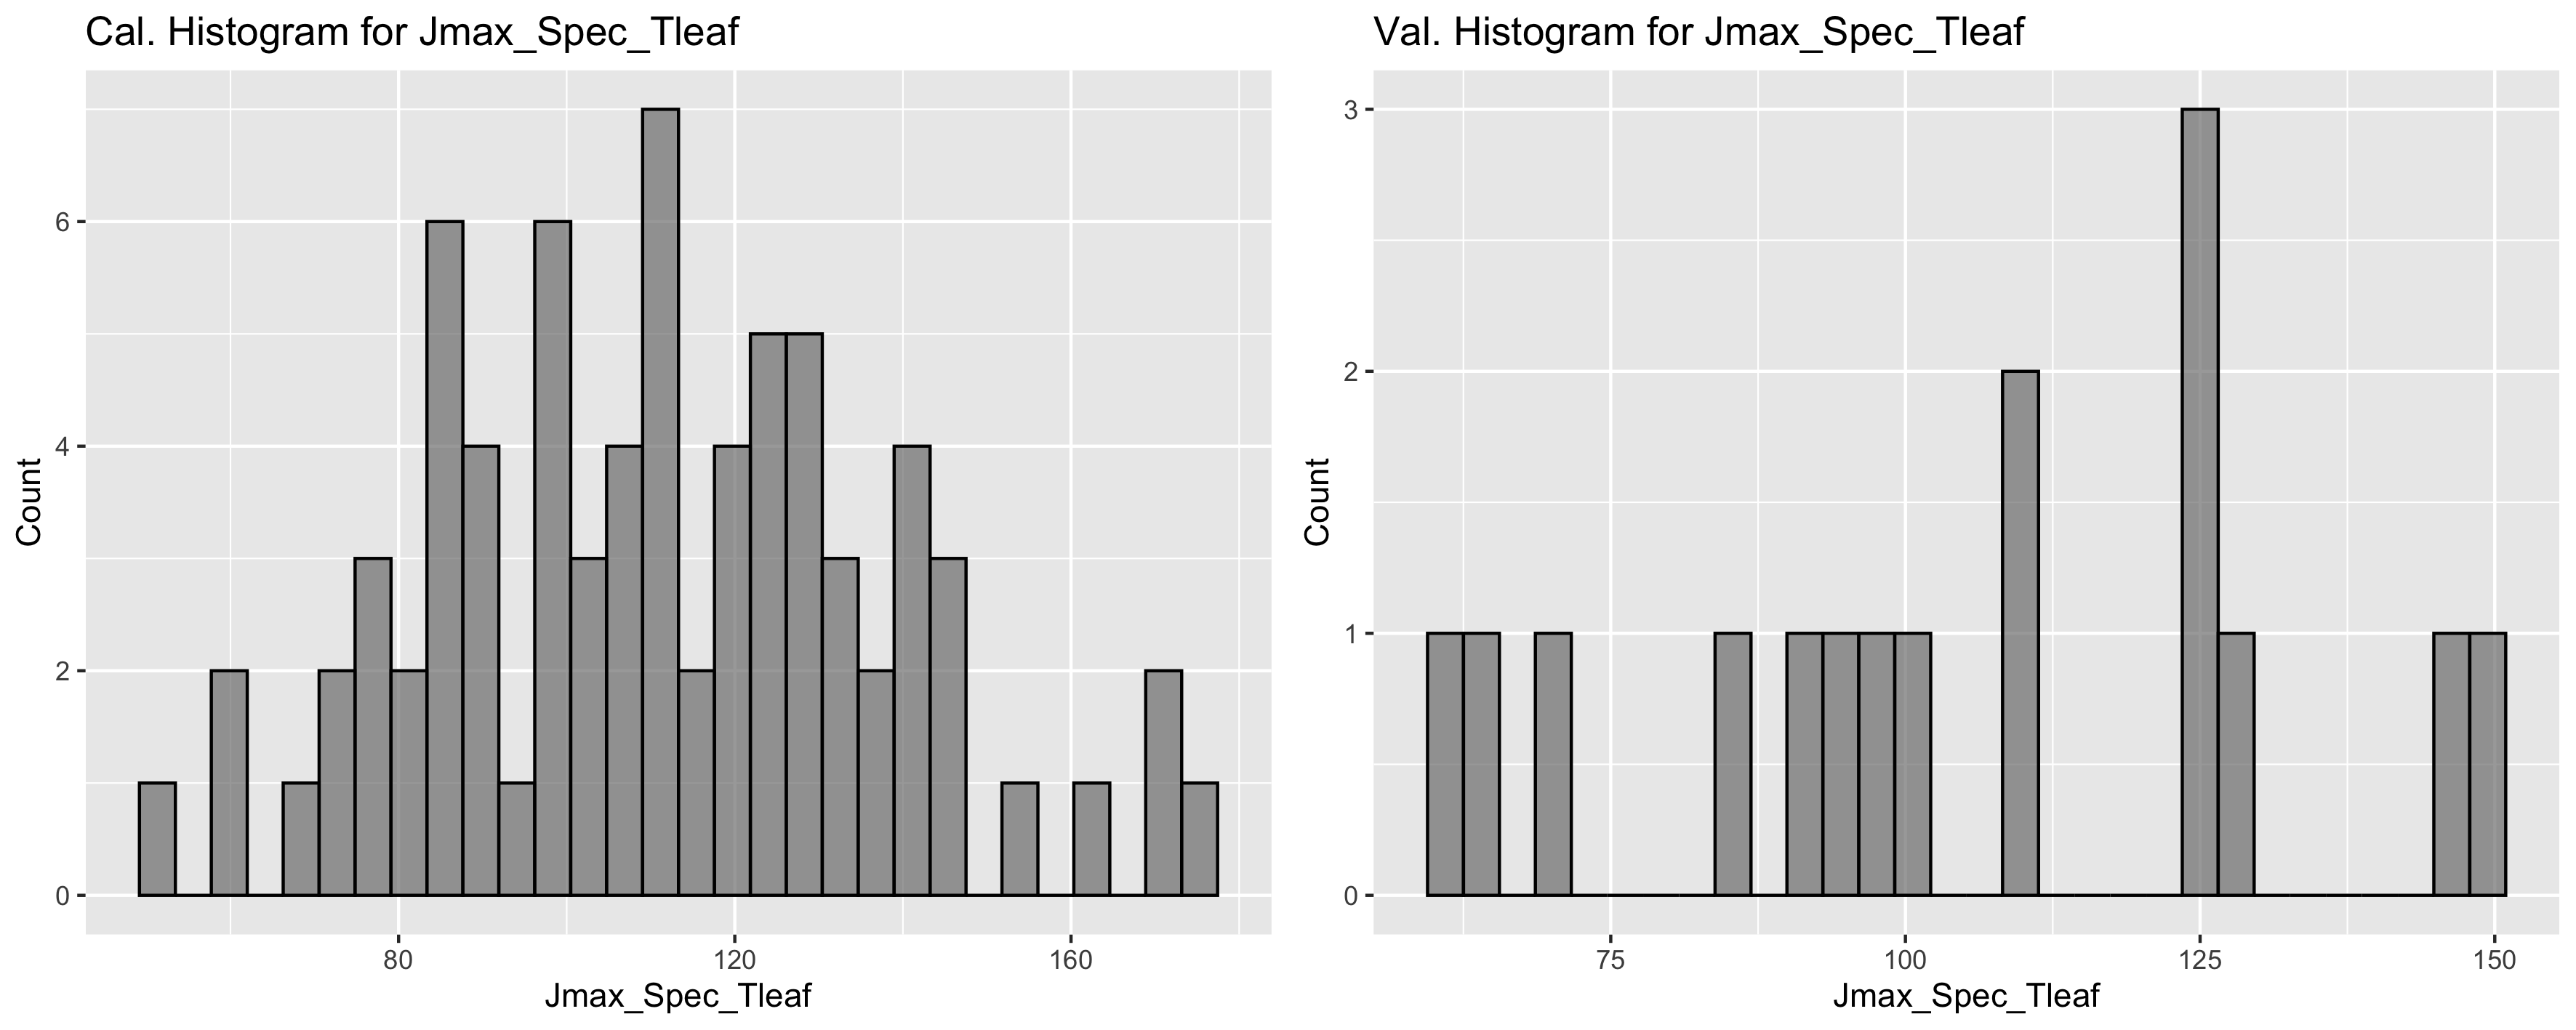 Cal. Histogram for Jmax_Spec_Tleaf
Count
6
4
2
0
80 120 160
Jmax_Spec_Tleaf
Val. Histogram for Jmax_Spec_Tleaf
Count
3
2
1
0
75 100 125 150
Jmax_Spec_Tleaf